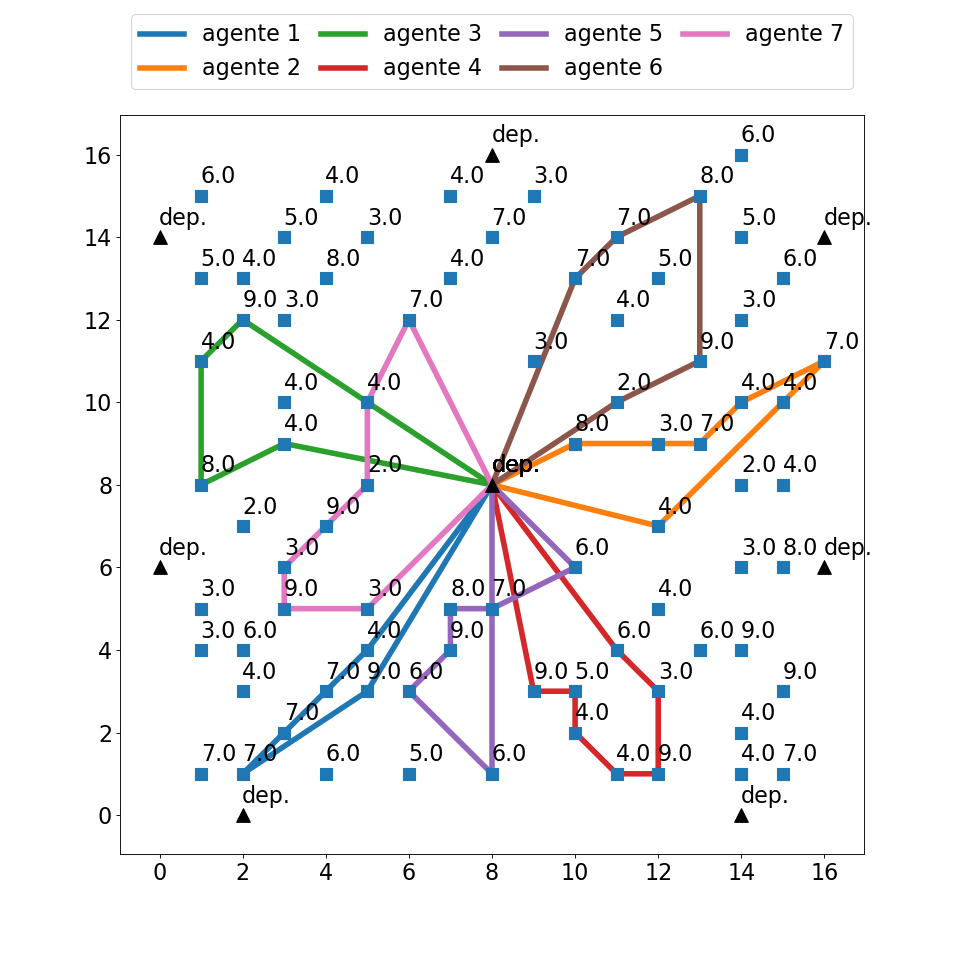 agente 1 agente 3 agente 5 agente 7
agente 2 agente 4 agente 6
dep. 6.0
16
6.0 4.0 4.0 3.0 8.0
dep. 5.0 3.0 7.0 7.0 5.0 dep.
14
5.0 4.0 8.0 4.0 7.0 5.0 6.0
9.0 3.0 7.0 4.0 3.0
12
4.0 3.0 9.0 7.0
4.0 4.0 2.0 4.0 4.0
10
4.0 8.0 3.0 7.0
8.0 2.0 dep. 2.0 4.0
8
2.0 9.0 4.0
dep. 3.0 6.0 3.0 8.0 dep.
6
3.0 9.0 3.0 8.0 7.0 4.0
3.0 6.0 4.0 9.0 6.0 6.0 9.0
4
4.0 7.0 9.0 6.0 9.0 5.0 3.0 9.0
7.0 4.0 4.0
2
7.0 7.0 6.0 5.0 6.0 4.0 9.0 4.0 7.0
dep. dep.
0
0 2 4 6 8 10 12 14 16